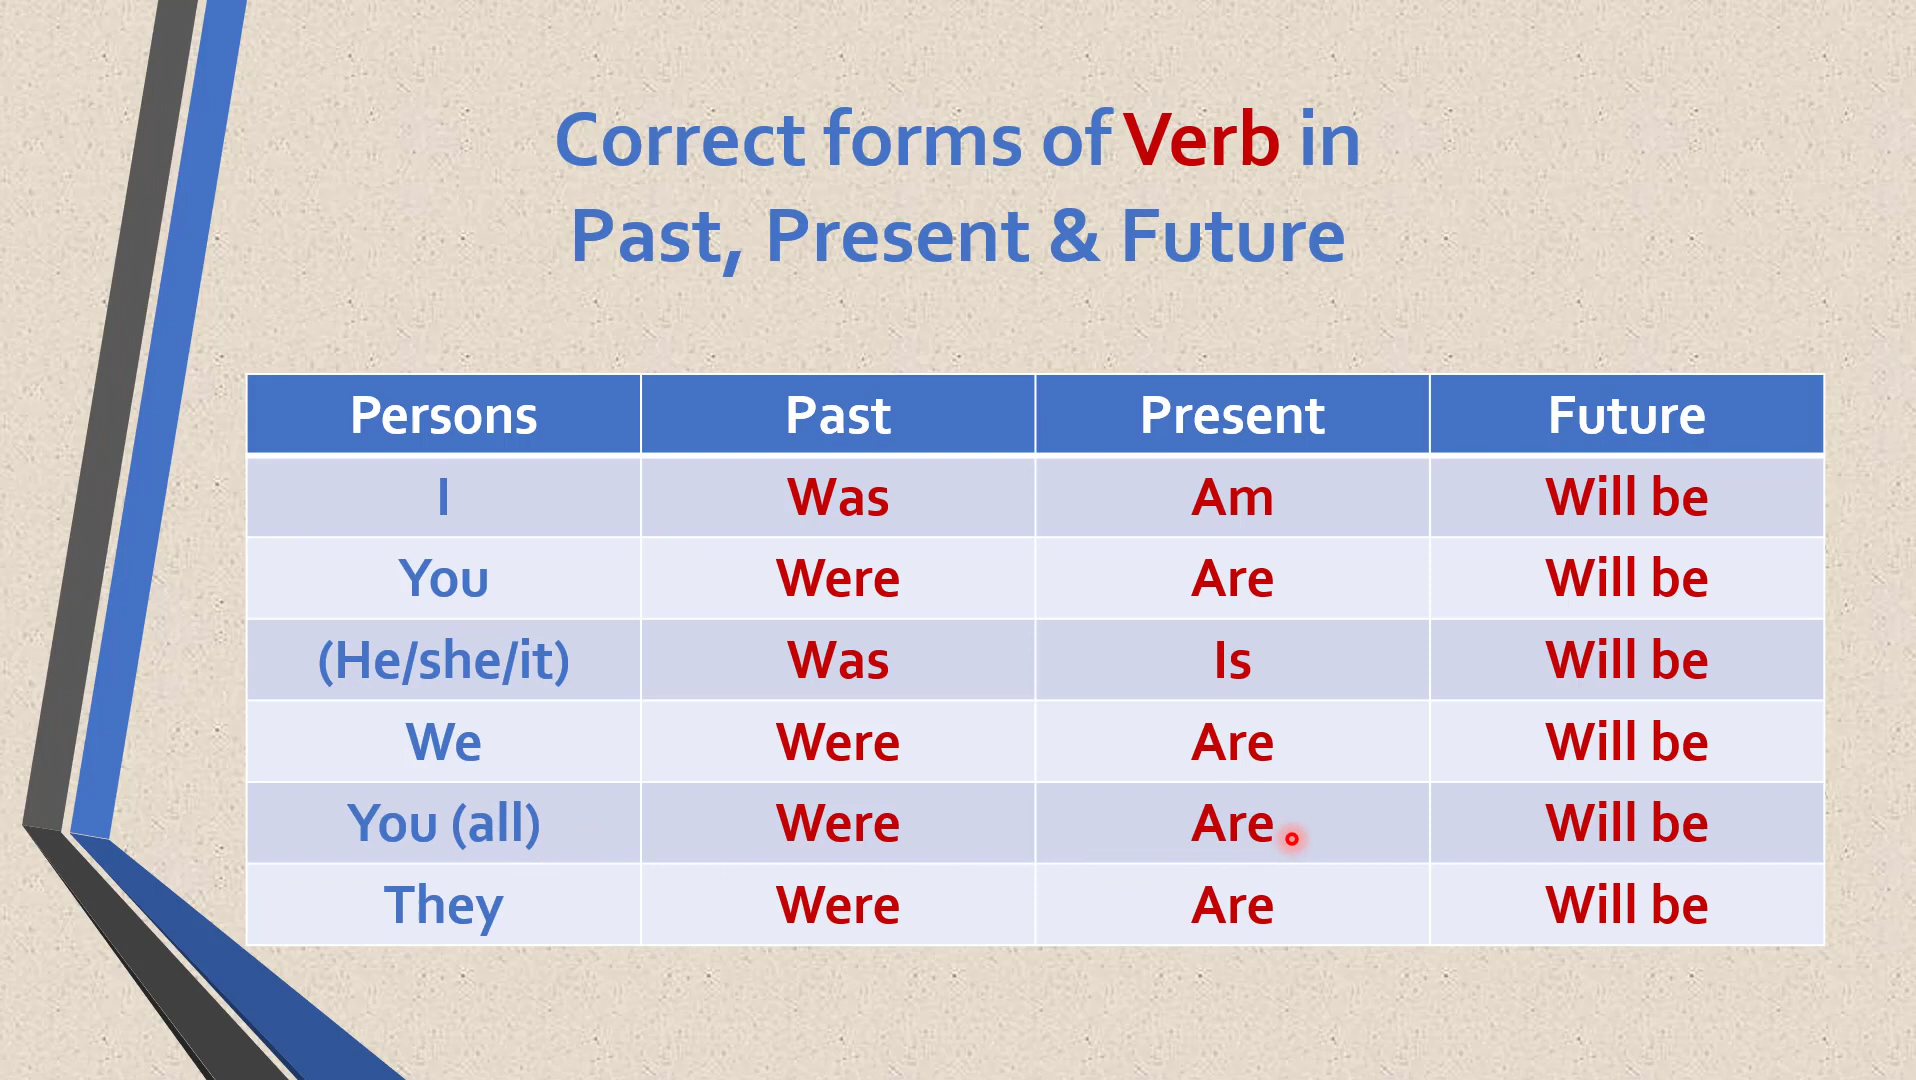 Correct forms of Verb in
Past, Present & Future
Persons Past Present Future
I Was Am Will be
You Were Are Will be
(He/she/it) Was Is Will be
We Were Are Will be
You (all) Were Are Will be
They Were Are Will be